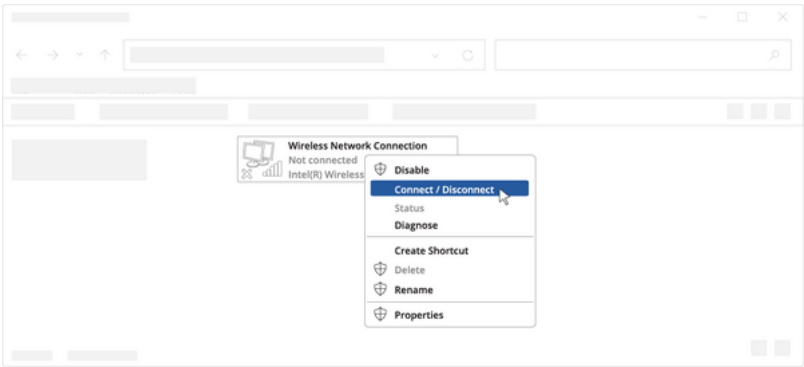 Wireless Network Connection
Not connected
Intel(R) Wireless
Disable
Connect / Disconnect
Status
Diagnose
Create Shortcut
Delete
Rename
Properties